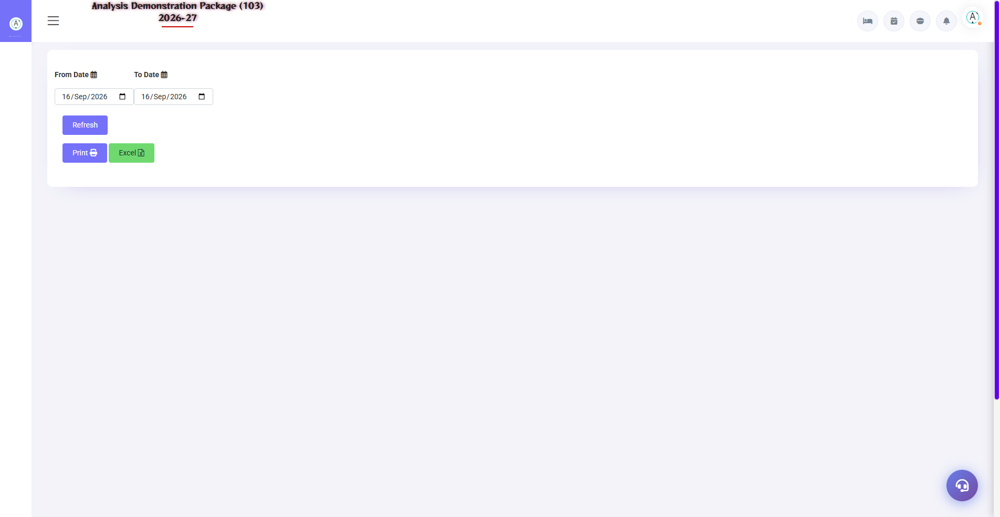 Analysis Demonstration Package (103)
2026-27
From Date
To Date
16/Sep/2026
16/Sep/2026
Refresh
Print
Excel